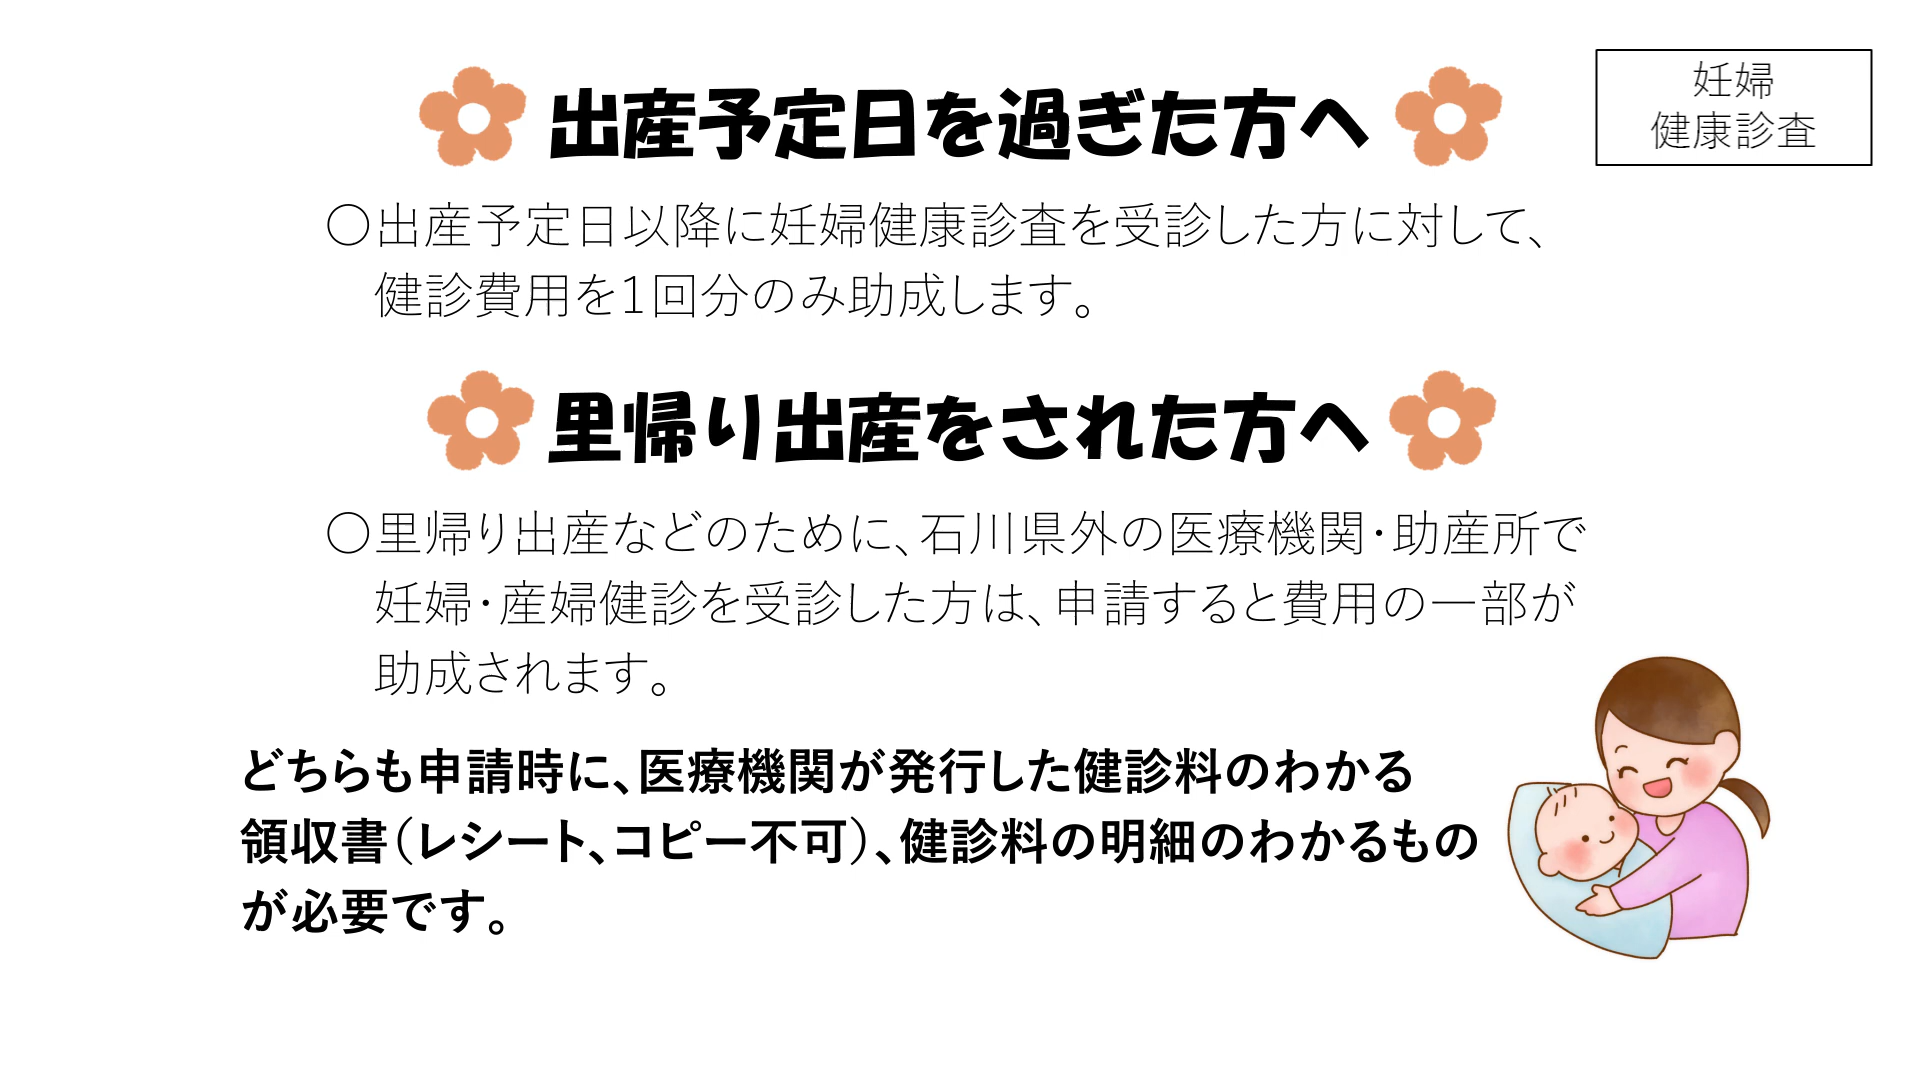 妊婦
健康診査
出産予定日を過ぎた方へ
〇出産予定日以降に妊婦健康診査を受診した方に対して、
健診費用を1回分のみ助成します。
里帰り出産をされた方へ
〇里帰り出産などのために、石川県外の医療機関・助産所で
妊婦・産婦健診を受診した方は、申請すると費用の一部が
助成されます。
どちらも申請時に、医療機関が発行した健診料のわかる
領収書（レシート、コピー不可）、健診料の明細のわかるもの
が必要です。